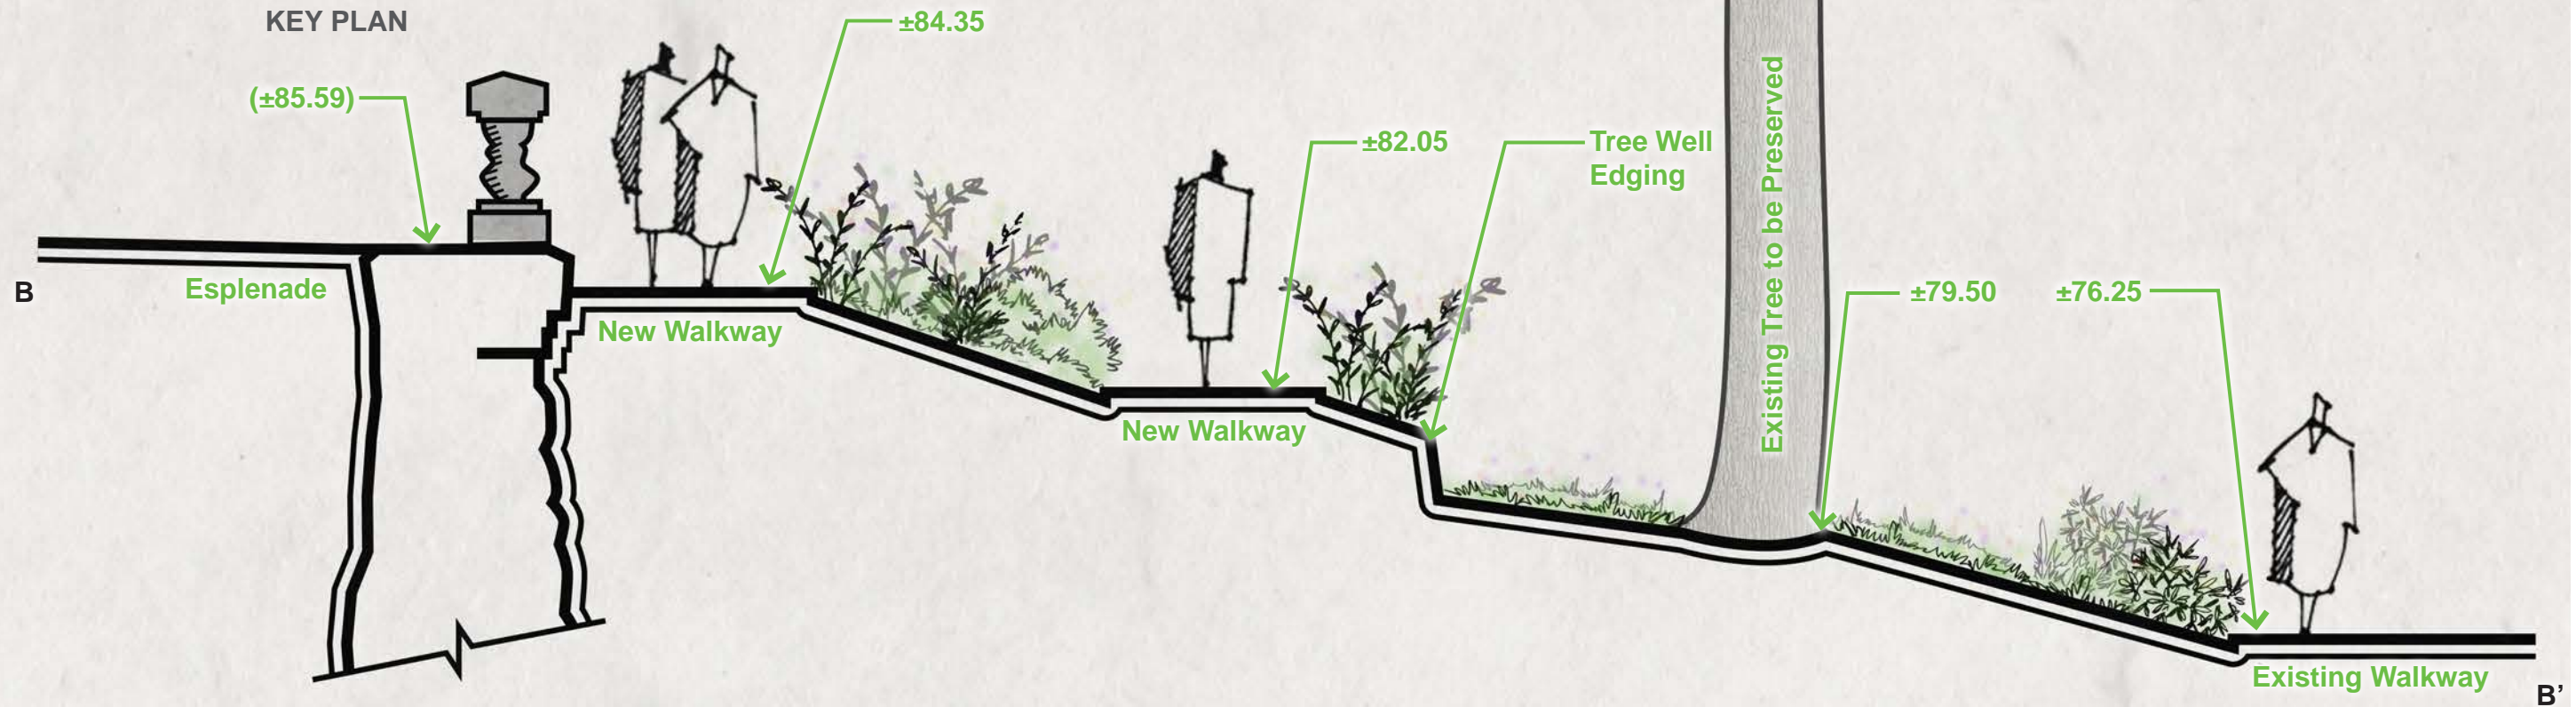 KEY PLAN
±84.35
(±85.59)
±82.05
Tree Well
Edging
Existing Tree to be Preserved
B
Esplenade
±79.50
±76.25
New Walkway
New Walkway
Existing Walkway
B’